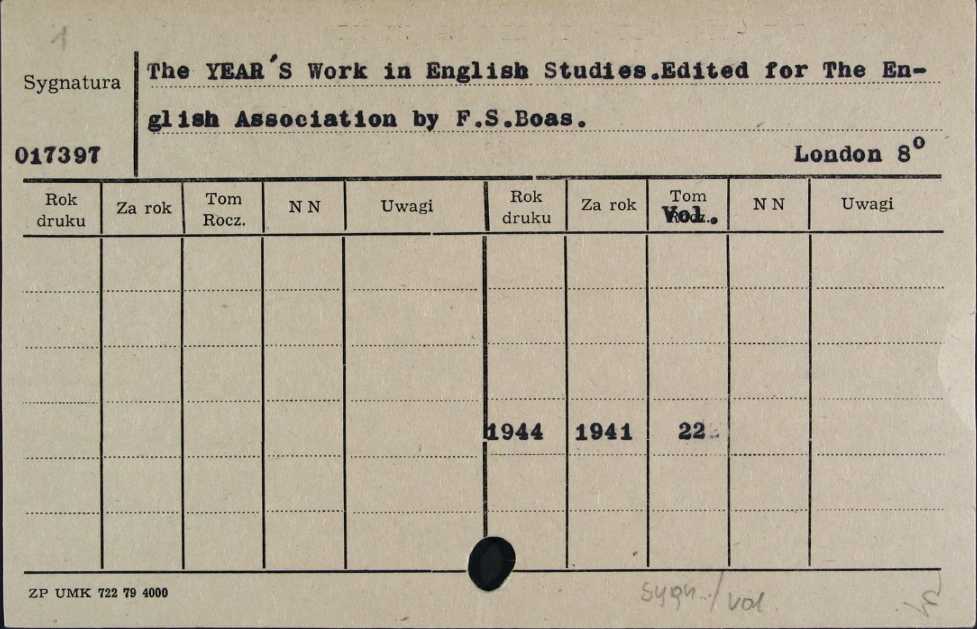 1
Sygnatura
The YEAR'S Work in English Studies.Edited for The En-
glish Association by F.S.Boas.
017397
London 8⁰
Rok druku Za rok Tom Rocz. N N Uwagi Rok druku Za rok Tom Vol. N N Uwagi
1944 1941 22
ZP UMK 722 79 4000
sygn./vol